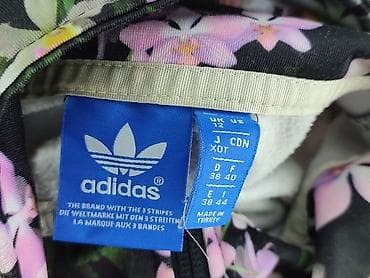 adidas®
THE BRAND WITH THE 3 STRIPES
DIE WELTMARKE MIT DEN 3 STREIFEN
LA MARQUE AUX 3 BANDES
UK US
12
J CDN
XOT
D F
38 40
E I
38 44
MADE IN
TURKEY